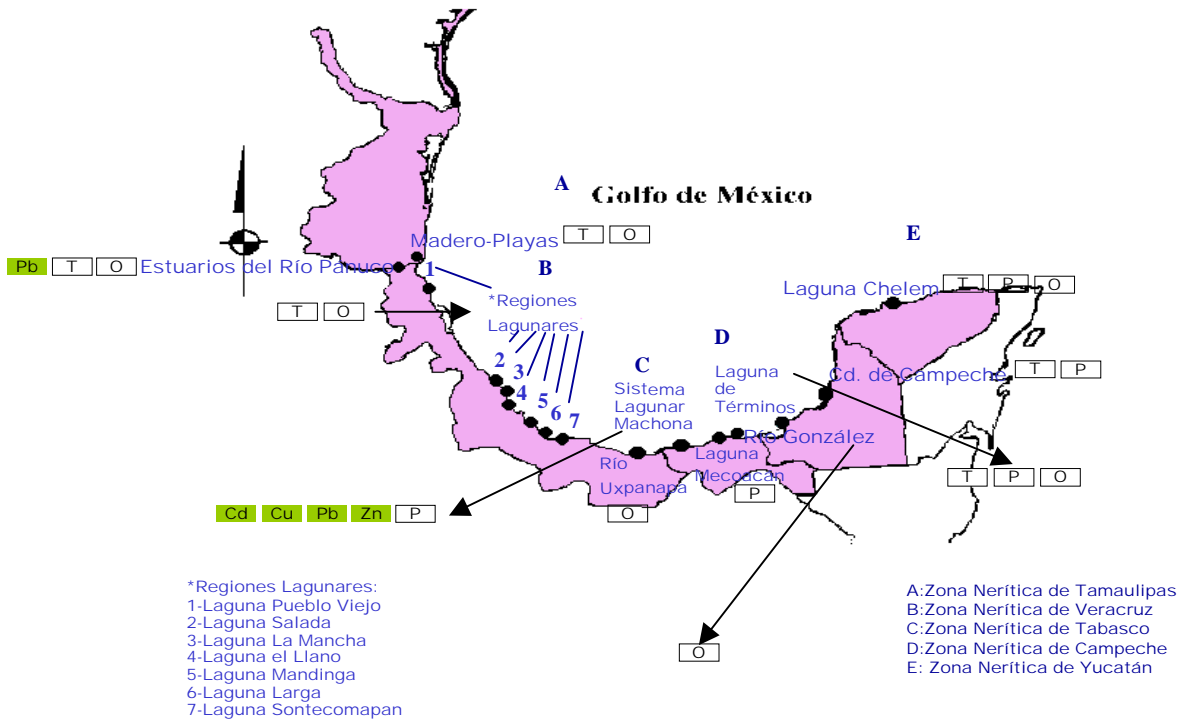 A
Golfo de México
E
Madero-Playas T O
Pb T O Estuarios del Río Pánuco
1
B
Laguna Chelem T P O
*Regiones
Lagunares
T O
2
3
4
5
6
7
C
Sistema
Lagunar
Machona
D
Laguna
de
Términos
Cd. de Campeche T P
Río González
Río
Uxpanapa
O
Laguna
Mecoacán
P
T P O
Cd Cu Pb Zn P
O
*Regiones Lagunares:
1-Laguna Pueblo Viejo
2-Laguna Salada
3-Laguna La Mancha
4-Laguna el Llano
5-Laguna Mandinga
6-Laguna Larga
7-Laguna Sontecomapan
A:Zona Nerítica de Tamaulipas
B:Zona Nerítica de Veracruz
C:Zona Nerítica de Tabasco
D:Zona Nerítica de Campeche
E: Zona Nerítica de Yucatán